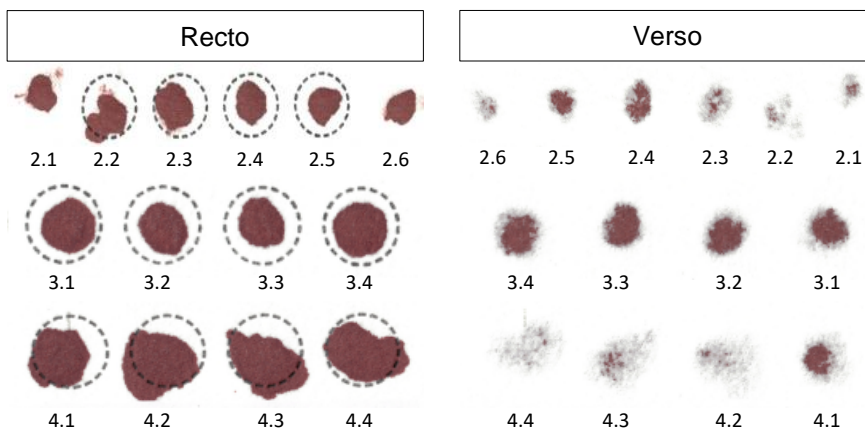 Recto
2.1 2.2 2.3 2.4 2.5 2.6
3.1 3.2 3.3 3.4
4.1 4.2 4.3 4.4
Verso
2.6 2.5 2.4 2.3 2.2 2.1
3.4 3.3 3.2 3.1
4.4 4.3 4.2 4.1